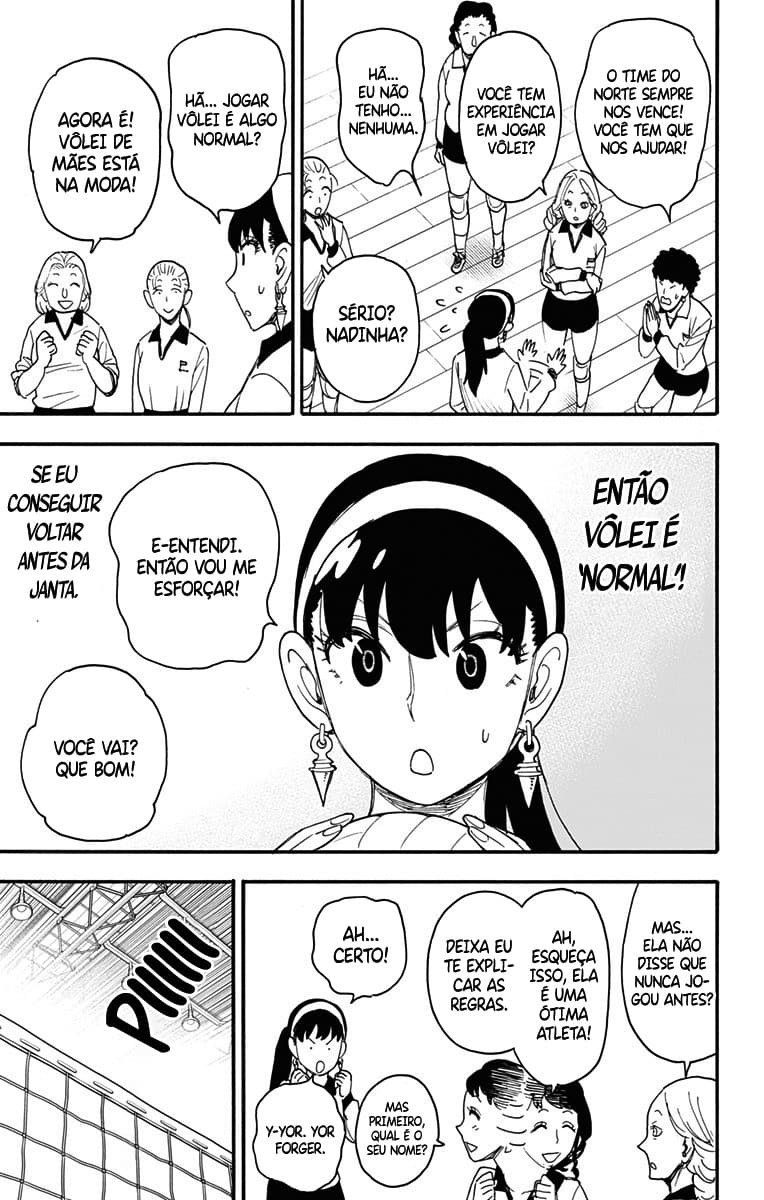 O TIME DO
NORTE SEMPRE
NOS VENCE!
VOCÊ TEM QUE
NOS AJUDAR!
VOCÊ TEM
EXPERIÊNCIA
EM JOGAR
VÔLEI?
HÃ...
EU NÃO
TENHO...
NENHUMA.
SÉRIO?
NADINHA?
HÃ... JOGAR
VÔLEI É ALGO
NORMAL?
AGORA É!
VÔLEI DE
MÃES ESTÁ
NA MODA!
ENTÃO
VÔLEI É
'NORMAL'!
E-ENTENDI.
ENTÃO VOU ME
ESFORÇAR!
SE EU
CONSEGUIR
VOLTAR
ANTES DA
JANTA.
VOCÊ VAI?
QUE BOM!
MAS...
ELA NÃO
DISSE QUE
NUNCA JO-
GOU ANTES?
AH,
ESQUEÇA
ISSO, ELA
É UMA
ÓTIMA
ATLETA!
DEIXA EU
TE EXPLI-
CAR AS
REGRAS.
AH...
CERTO!
MAS
PRIMEIRO,
QUAL É O
SEU NOME?
Y-YOR. YOR
FORGER.
PIIIIII